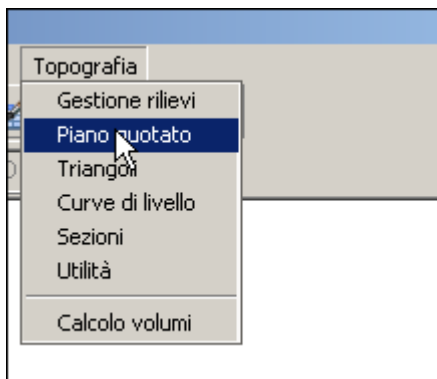 Topografia
Gestione rilievi
Piano quotato
Triangoli
Curve di livello
Sezioni
Utilità
Calcolo volumi